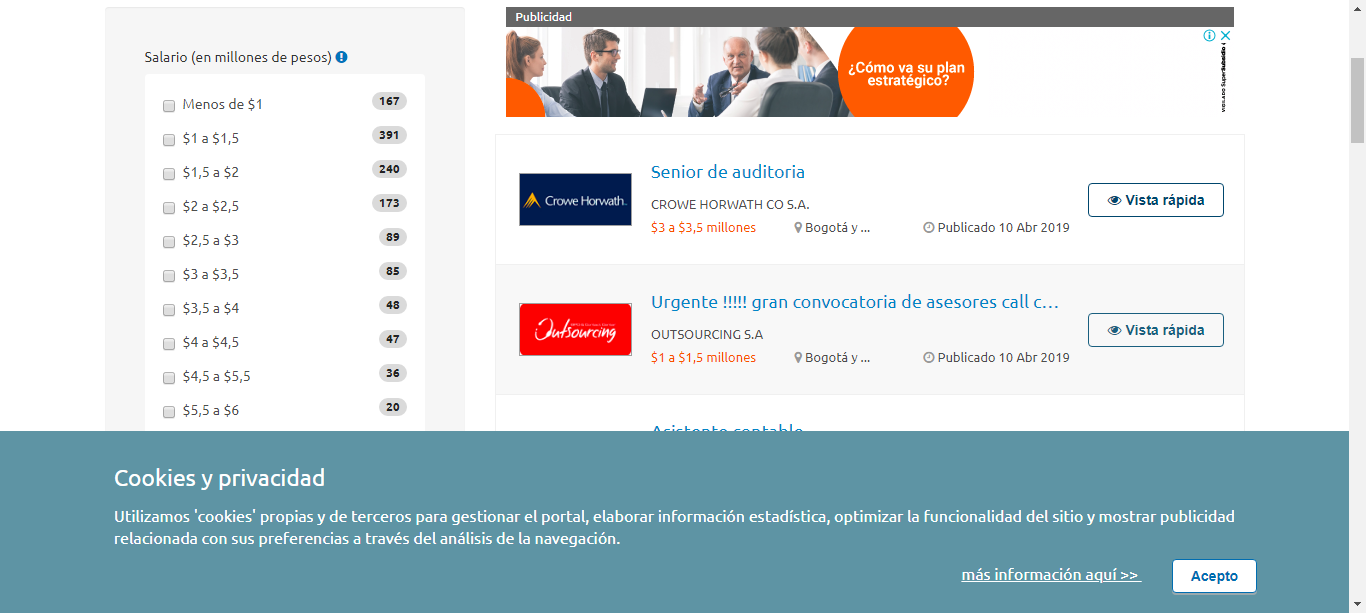 Salario (en millones de pesos)
Menos de $1 167
$1 a $1,5 391
$1,5 a $2 240
$2 a $2,5 173
$2,5 a $3 89
$3 a $3,5 85
$3,5 a $4 48
$4 a $4,5 47
$4,5 a $5,5 36
$5,5 a $6 20
Publicidad
¿Cómo va su plan
estratégico?
Crowe Horwath.
Senior de auditoria
CROWE HORWATH CO S.A.
$3 a $3,5 millones Bogotá y ... Publicado 10 Abr 2019
Vista rápida
Outsourcing
Urgente !!!!! gran convocatoria de asesores call c...
OUTSOURCING S.A
$1 a $1,5 millones Bogotá y ... Publicado 10 Abr 2019
Vista rápida
Asistente contable
Cookies y privacidad
Utilizamos 'cookies' propias y de terceros para gestionar el portal, elaborar información estadística, optimizar la funcionalidad del sitio y mostrar publicidad
relacionada con sus preferencias a través del análisis de la navegación.
más información aquí >>
Acepto